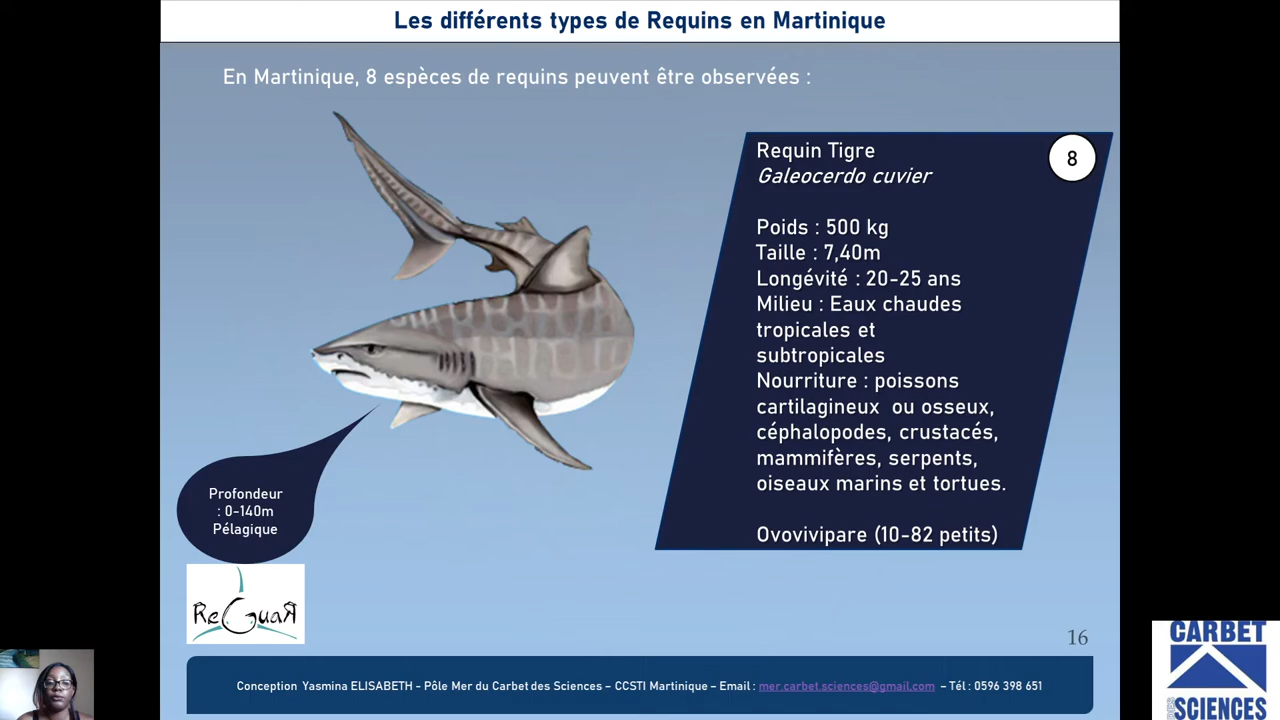 Les différents types de Requins en Martinique
En Martinique, 8 espèces de requins peuvent être observées :
Requin Tigre
8
Galeocerdo cuvier
Poids : 500 kg
Taille : 7,40m
Longévité : 20-25 ans
Milieu : Eaux chaudes
tropicales et
subtropicales
Nourriture : poissons
cartilagineux ou osseux,
céphalopodes, crustacés,
mammifères, serpents,
oiseaux marins et tortues.
Ovovivipare (10-82 petits)
Profondeur
: 0-140m
Pélagique
ReGuaR
16
Conception Yasmina ELISABETH - Pôle Mer du Carbet des Sciences – CCSTI Martinique – Email : mer.carbet.sciences@gmail.com – Tél : 0596 398 651
CARBET
DES
SCIENCES